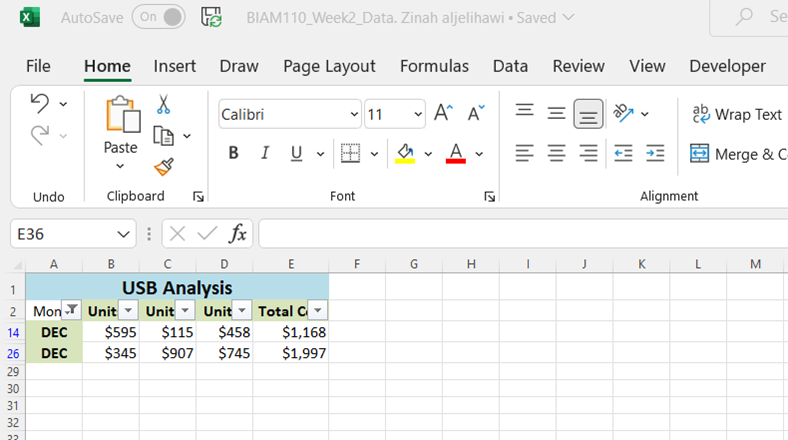 AutoSave On BIAM110_Week2_Data. Zinah aljelihawi • Saved Se
File Home Insert Draw Page Layout Formulas Data Review View Developer
Paste
Calibri 11 A A
B I U A
ab Wrap Text
Merge & C
Undo Clipboard Font Alignment
E36 fx
A B C D E F G H I J K L M
1 USB Analysis
2 Mon Unit Unit Unit Total C
14 DEC $595 $115 $458 $1,168
26 DEC $345 $907 $745 $1,997
29
30
31
32
33